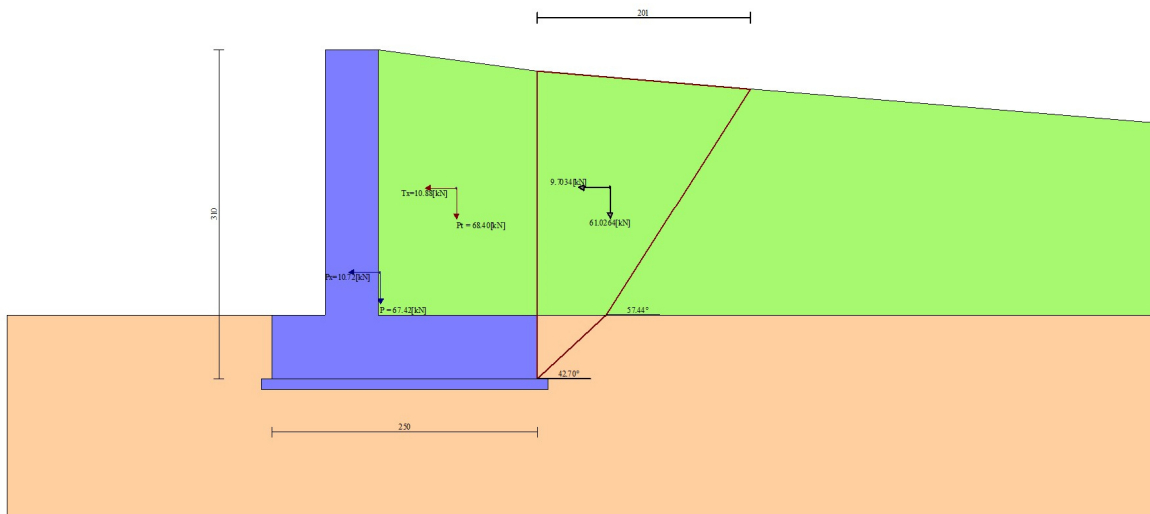 201
310
9.7034[kN]
Tx=10.88[kN]
61.0264[kN]
Pt = 68.40[kN]
Px=10.72[kN]
P = 67.42[kN]
57.44°
42.70°
250